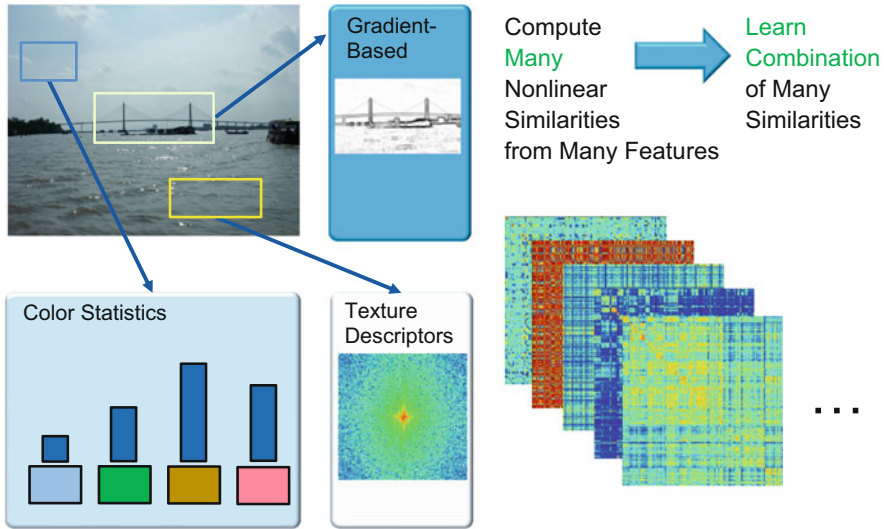 Gradient-
Based
Compute
Many
Nonlinear
Similarities
from Many Features
Learn
Combination
of Many
Similarities
Color Statistics
Texture
Descriptors
...